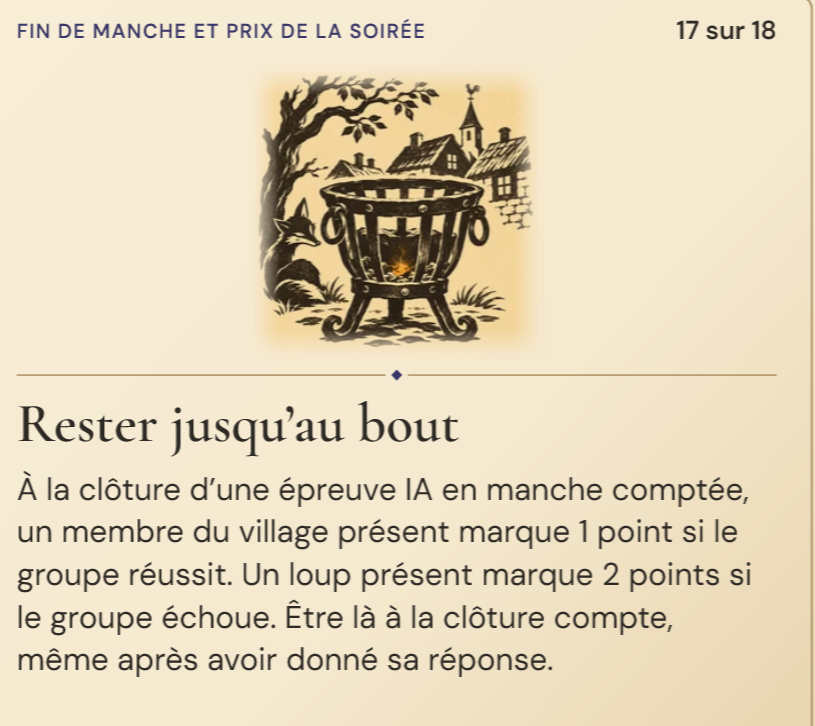 FIN DE MANCHE ET PRIX DE LA SOIRÉE
17 sur 18
Rester jusqu’au bout
À la clôture d’une épreuve IA en manche comptée,
un membre du village présent marque 1 point si le
groupe réussit. Un loup présent marque 2 points si
le groupe échoue. Être là à la clôture compte,
même après avoir donné sa réponse.